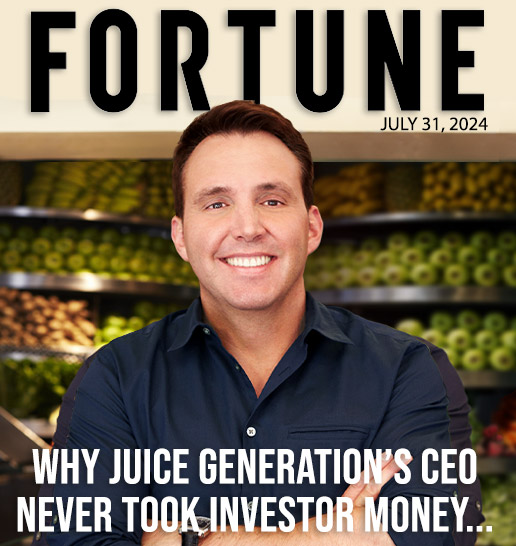 FORTUNE
JULY 31, 2024
WHY JUICE GENERATION'S CEO
NEVER TOOK INVESTOR MONEY...